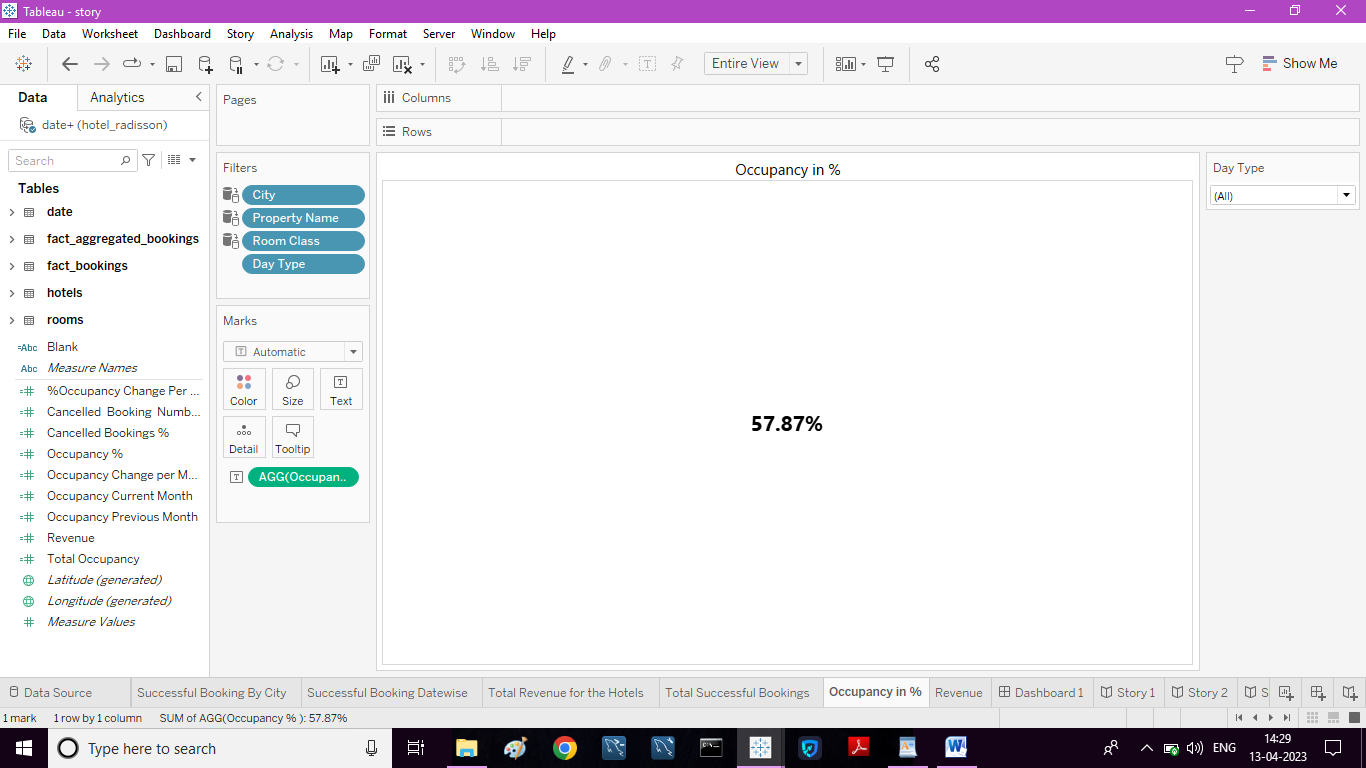 Tableau - story
File Data Worksheet Dashboard Story Analysis Map Format Server Window Help
Entire View
Show Me
Data Analytics
date+ (hotel_radisson)
Search
Tables
date
fact_aggregated_bookings
fact_bookings
hotels
rooms
=Abc Blank
Abc Measure Names
=# %Occupancy Change Per ...
=# Cancelled Booking Numb...
=# Cancelled Bookings %
=# Occupancy %
=# Occupancy Change per M...
=# Occupancy Current Month
=# Occupancy Previous Month
=# Revenue
=# Total Occupancy
Latitude (generated)
Longitude (generated)
# Measure Values
Pages
Filters
City
Property Name
Room Class
Day Type
Marks
T Automatic
Color Size T Text
Detail Tooltip
T AGG(Occupan..
Columns
Rows
Occupancy in %
57.87%
Day Type
(All)
Data Source Successful Booking By City Successful Booking Datewise Total Revenue for the Hotels Total Successful Bookings Occupancy in % Revenue Dashboard 1 Story 1 Story 2 S
1 mark 1 row by 1 column SUM of AGG(Occupancy % ): 57.87%
Type here to search
W
ENG
14:29
13-04-2023